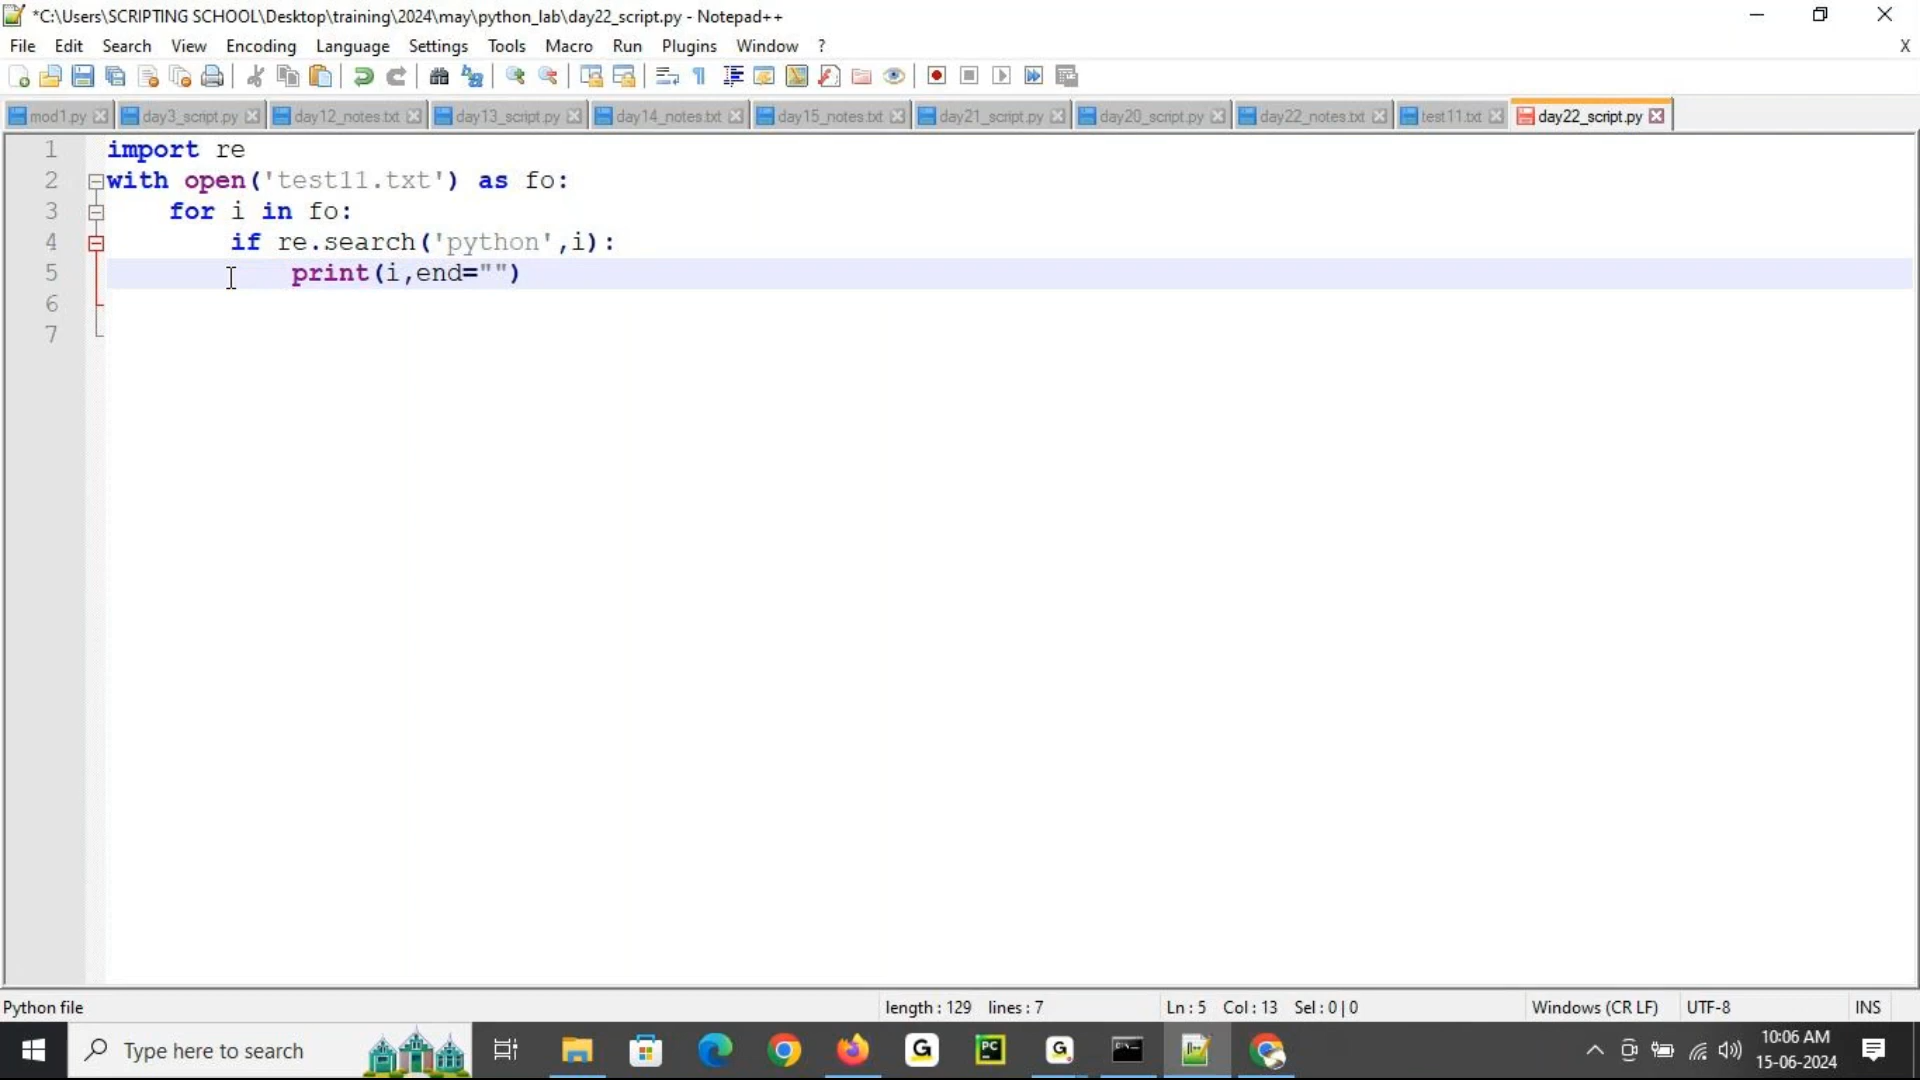 *C:\Users\SCRIPTING SCHOOL\Desktop\training\2024\may\python_lab\day22_script.py - Notepad++
File Edit Search View Encoding Language Settings Tools Macro Run Plugins Window ? X
mod1.py day3_script.py day12_notes.txt day13_script.py day14_notes.txt day15_notes.txt day21_script.py day20_script.py day22_notes.txt test11.txt day22_script.py
1 import re
2 with open('test11.txt') as fo:
3 for i in fo:
4 if re.search('python',i):
5 print(i,end="")
6
7
Python file length : 129 lines : 7 Ln : 5 Col : 13 Sel : 0 | 0 Windows (CR LF) UTF-8 INS
Type here to search
10:06 AM
15-06-2024